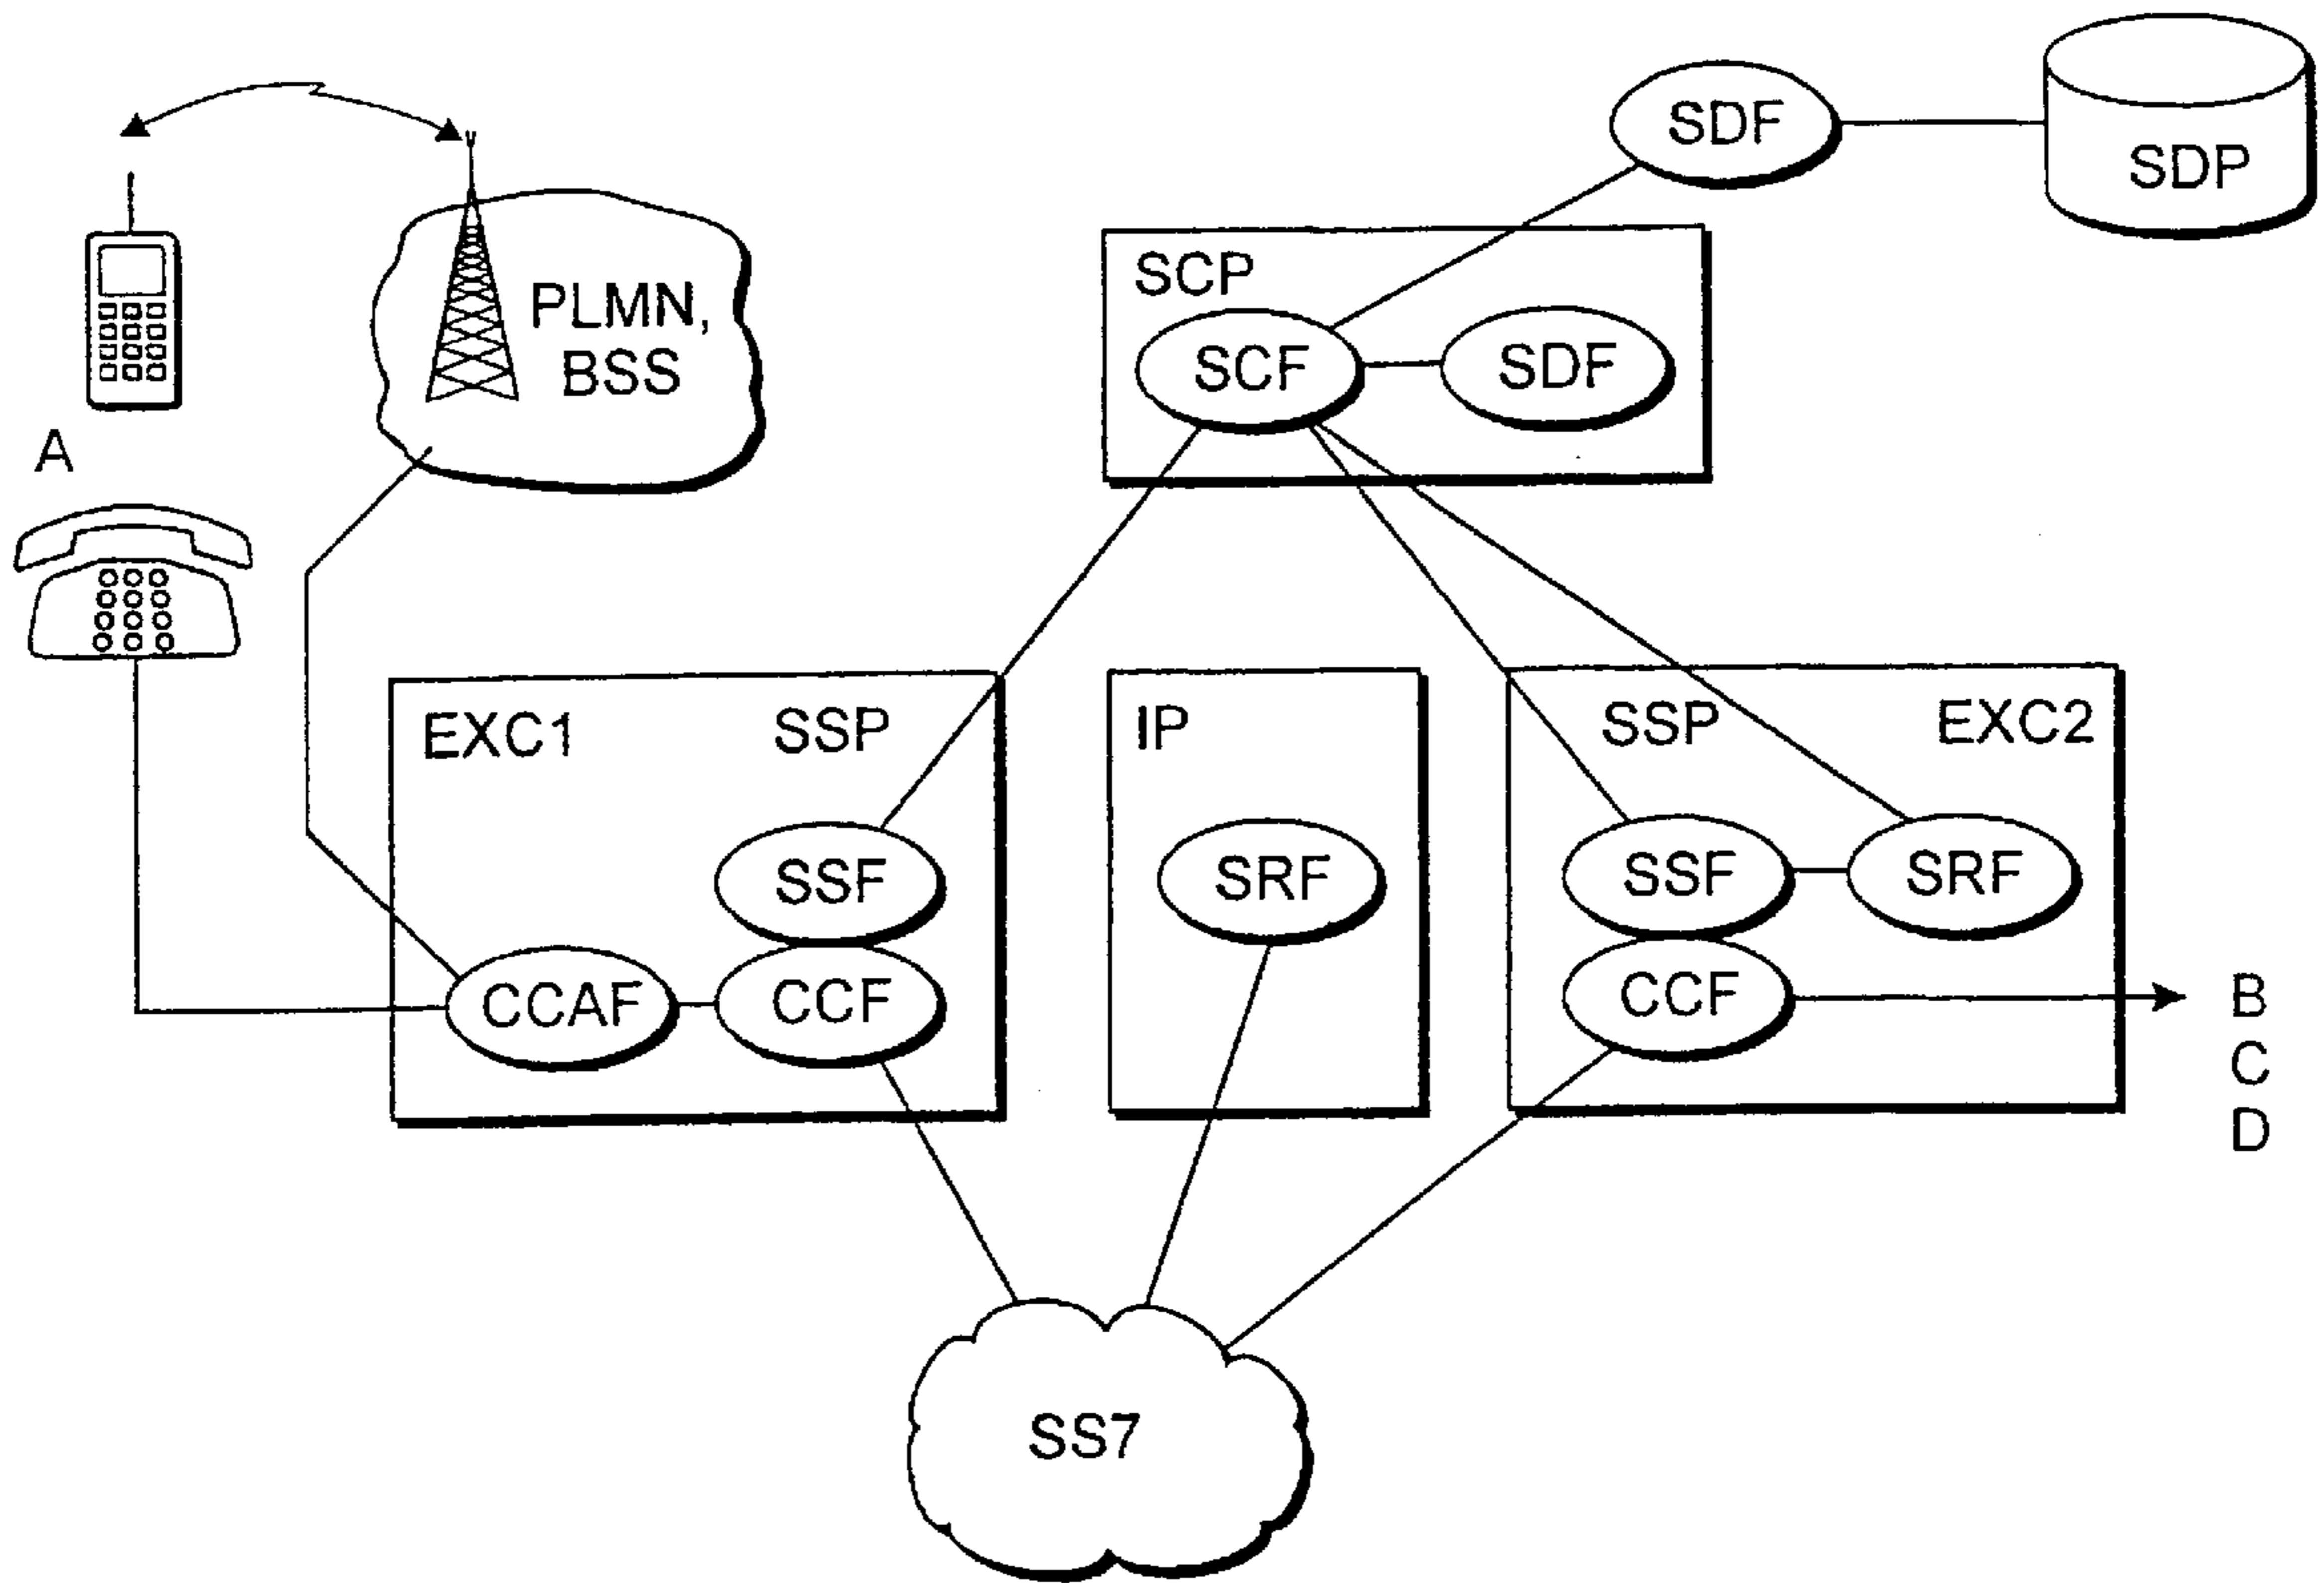 SDF
SDP
PLMN,
BSS
SCP
SCF
SDF
A
EXC1
SSP
IP
SSP
EXC2
SSF
SRF
SSF
SRF
CCAF
CCF
CCF
B
C
D
SS7